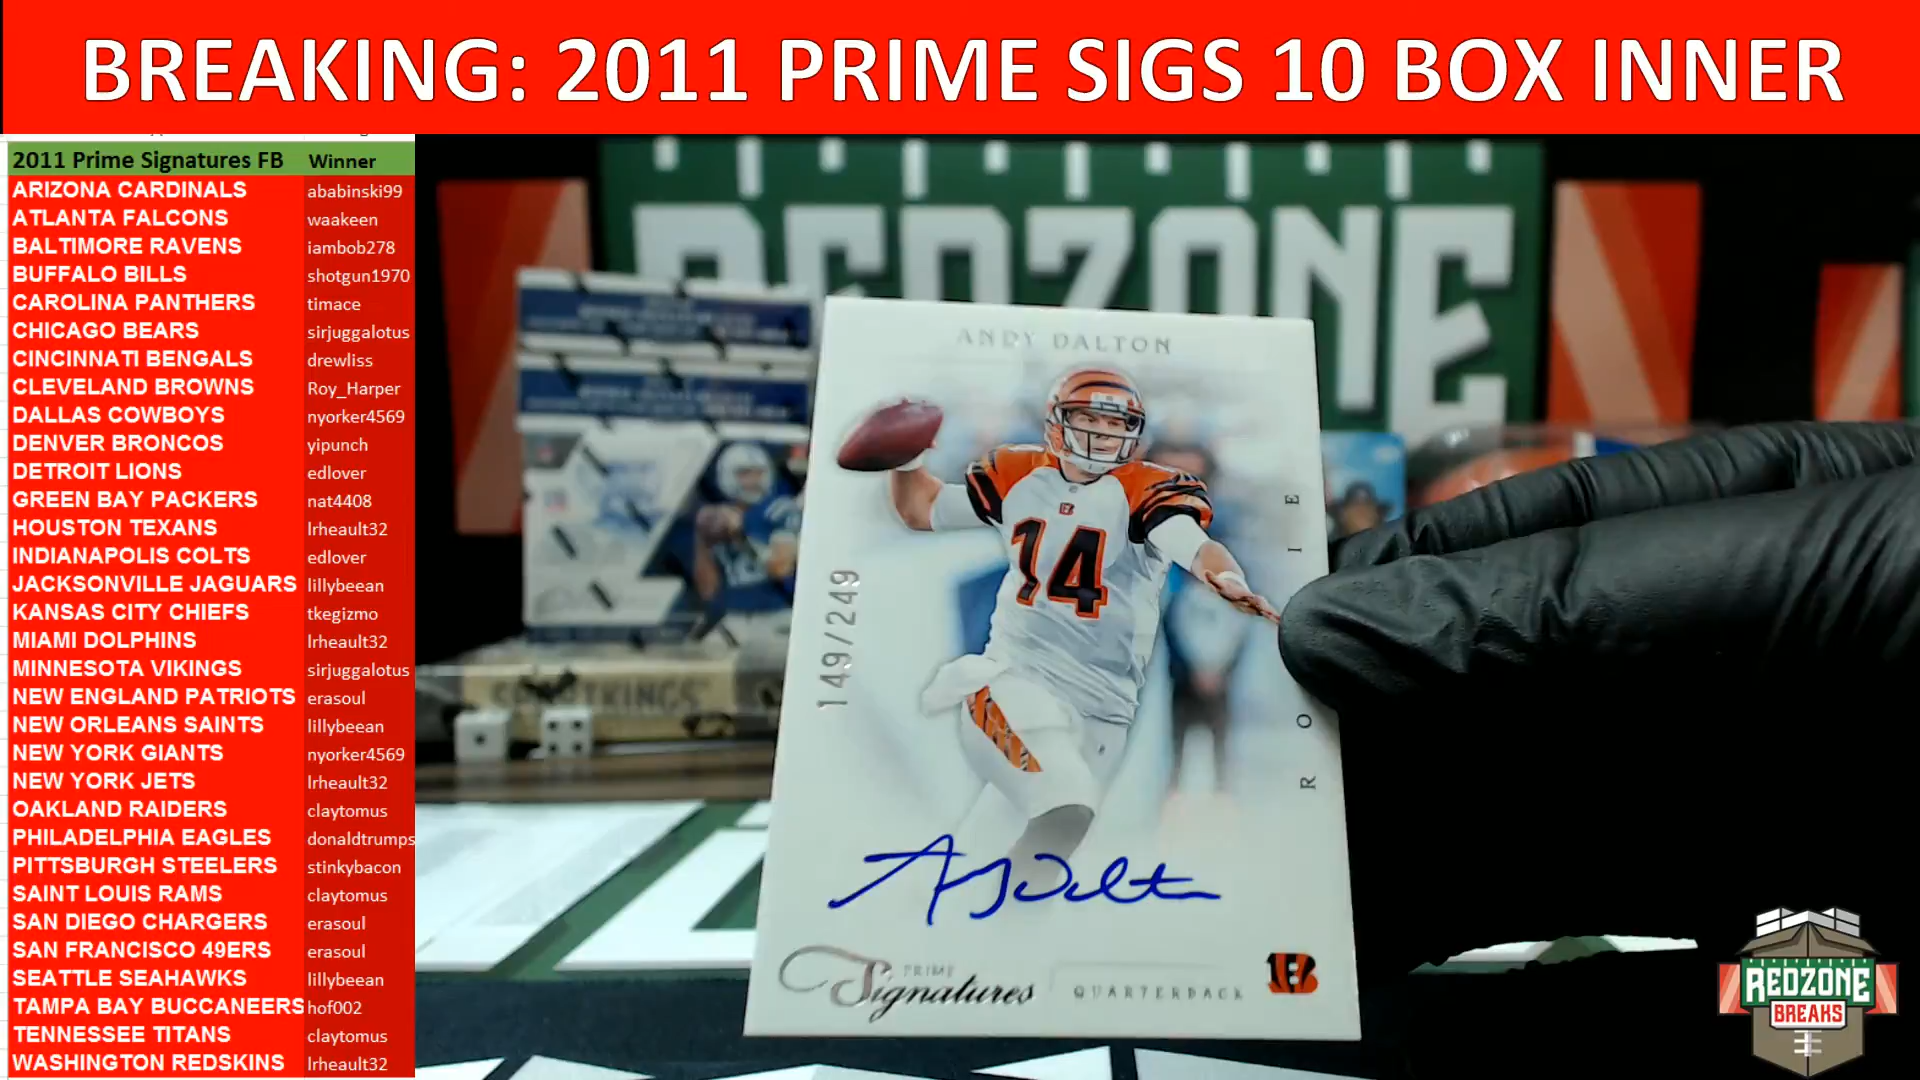 BREAKING: 2011 PRIME SIGS 10 BOX INNER
2011 Prime Signatures FB Winner
ARIZONA CARDINALS ababinski99
ATLANTA FALCONS waakeen
BALTIMORE RAVENS iambob278
BUFFALO BILLS shotgun1970
CAROLINA PANTHERS timace
CHICAGO BEARS sirjuggalotus
CINCINNATI BENGALS drewliss
CLEVELAND BROWNS Roy_Harper
DALLAS COWBOYS nyorker4569
DENVER BRONCOS yipunch
DETROIT LIONS edlover
GREEN BAY PACKERS nat4408
HOUSTON TEXANS lrheault32
INDIANAPOLIS COLTS edlover
JACKSONVILLE JAGUARS lillybeean
KANSAS CITY CHIEFS tkegizmo
MIAMI DOLPHINS lrheault32
MINNESOTA VIKINGS sirjuggalotus
NEW ENGLAND PATRIOTS erasoul
NEW ORLEANS SAINTS lillybeean
NEW YORK GIANTS nyorker4569
NEW YORK JETS lrheault32
OAKLAND RAIDERS claytomus
PHILADELPHIA EAGLES donaldtrumps
PITTSBURGH STEELERS stinkybacon
SAINT LOUIS RAMS claytomus
SAN DIEGO CHARGERS erasoul
SAN FRANCISCO 49ERS erasoul
SEATTLE SEAHAWKS lillybeean
TAMPA BAY BUCCANEERS hof002
TENNESSEE TITANS claytomus
WASHINGTON REDSKINS lrheault32
REDZONE
ANDY DALTON
14
149/249
ROOKIE
A Dalton
PRIME
Signatures
QUARTERBACK
B
SPORTKINGS
REDZONE
BREAKS